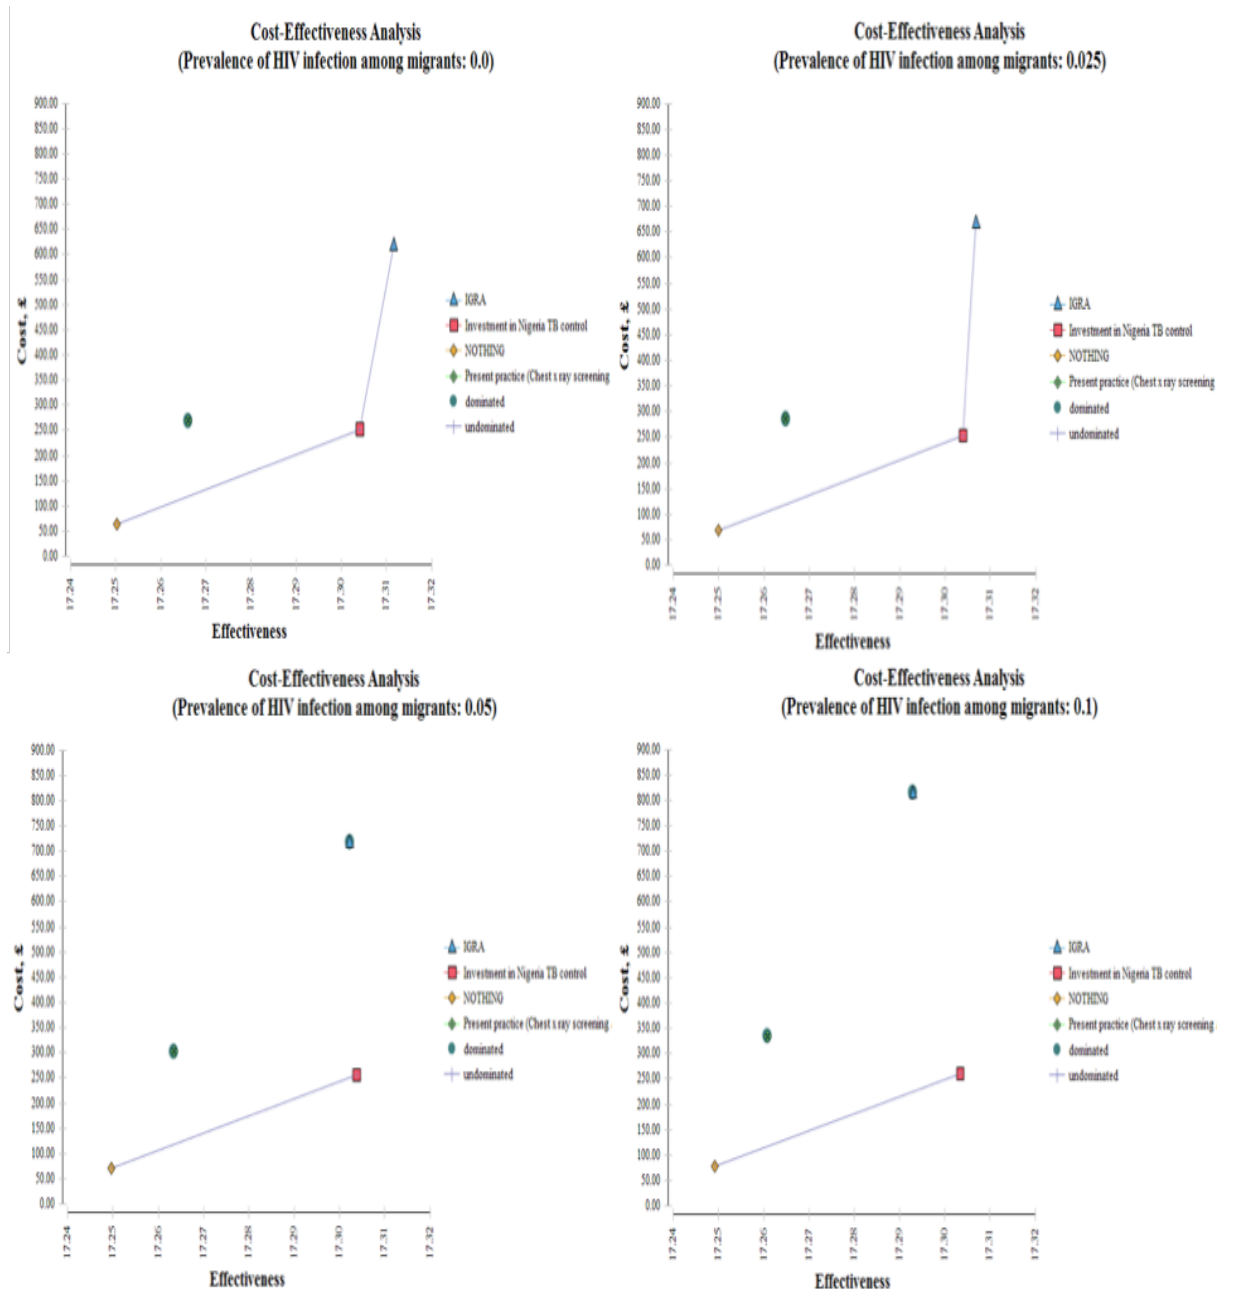 Cost-Effectiveness Analysis
(Prevalence of HIV infection among migrants: 0.0)
900.00
850.00
800.00
750.00
700.00
650.00
600.00
550.00
500.00
450.00
400.00
350.00
300.00
250.00
200.00
150.00
100.00
50.00
0.00
Cost, £
17.24
17.25
17.26
17.27
17.28
17.29
17.30
17.31
17.32
Effectiveness
IGRA
Investment in Nigeria TB control
NOTHING
Present practice (Chest x ray screening
dominated
undominated
Cost-Effectiveness Analysis
(Prevalence of HIV infection among migrants: 0.025)
900.00
850.00
800.00
750.00
700.00
650.00
600.00
550.00
500.00
450.00
400.00
350.00
300.00
250.00
200.00
150.00
100.00
50.00
0.00
Cost, £
17.24
17.25
17.26
17.27
17.28
17.29
17.30
17.31
17.32
Effectiveness
IGRA
Investment in Nigeria TB control
NOTHING
Present practice (Chest x ray screening
dominated
undominated
Cost-Effectiveness Analysis
(Prevalence of HIV infection among migrants: 0.05)
900.00
850.00
800.00
750.00
700.00
650.00
600.00
550.00
500.00
450.00
400.00
350.00
300.00
250.00
200.00
150.00
100.00
50.00
0.00
Cost, £
17.24
17.25
17.26
17.27
17.28
17.29
17.30
17.31
17.32
Effectiveness
IGRA
Investment in Nigeria TB control
NOTHING
Present practice (Chest x ray screening
dominated
undominated
Cost-Effectiveness Analysis
(Prevalence of HIV infection among migrants: 0.1)
900.00
850.00
800.00
750.00
700.00
650.00
600.00
550.00
500.00
450.00
400.00
350.00
300.00
250.00
200.00
150.00
100.00
50.00
0.00
Cost, £
17.24
17.25
17.26
17.27
17.28
17.29
17.30
17.31
17.32
Effectiveness
IGRA
Investment in Nigeria TB control
NOTHING
Present practice (Chest x ray screening
dominated
undominated